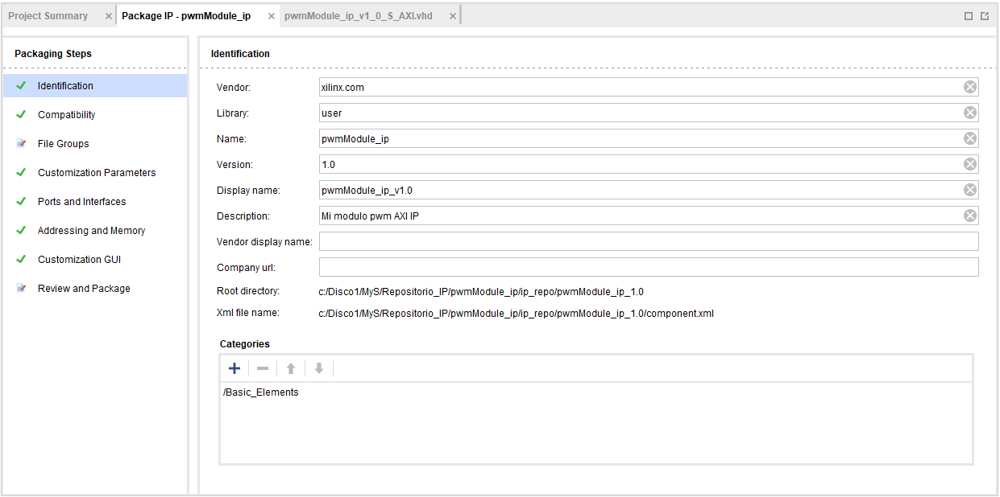 Project Summary
Package IP - pwmModule_ip
pwmModule_ip_v1_0_S_AXI.vhd
Packaging Steps
Identification
Compatibility
File Groups
Customization Parameters
Ports and Interfaces
Addressing and Memory
Customization GUI
Review and Package
Identification
Vendor: xilinx.com
Library: user
Name: pwmModule_ip
Version: 1.0
Display name: pwmModule_ip_v1.0
Description: Mi modulo pwm AXI IP
Vendor display name:
Company url:
Root directory: c:/Disco1/MyS/Repositorio_IP/pwmModule_ip/ip_repo/pwmModule_ip_1.0
Xml file name: c:/Disco1/MyS/Repositorio_IP/pwmModule_ip/ip_repo/pwmModule_ip_1.0/component.xml
Categories
/Basic_Elements